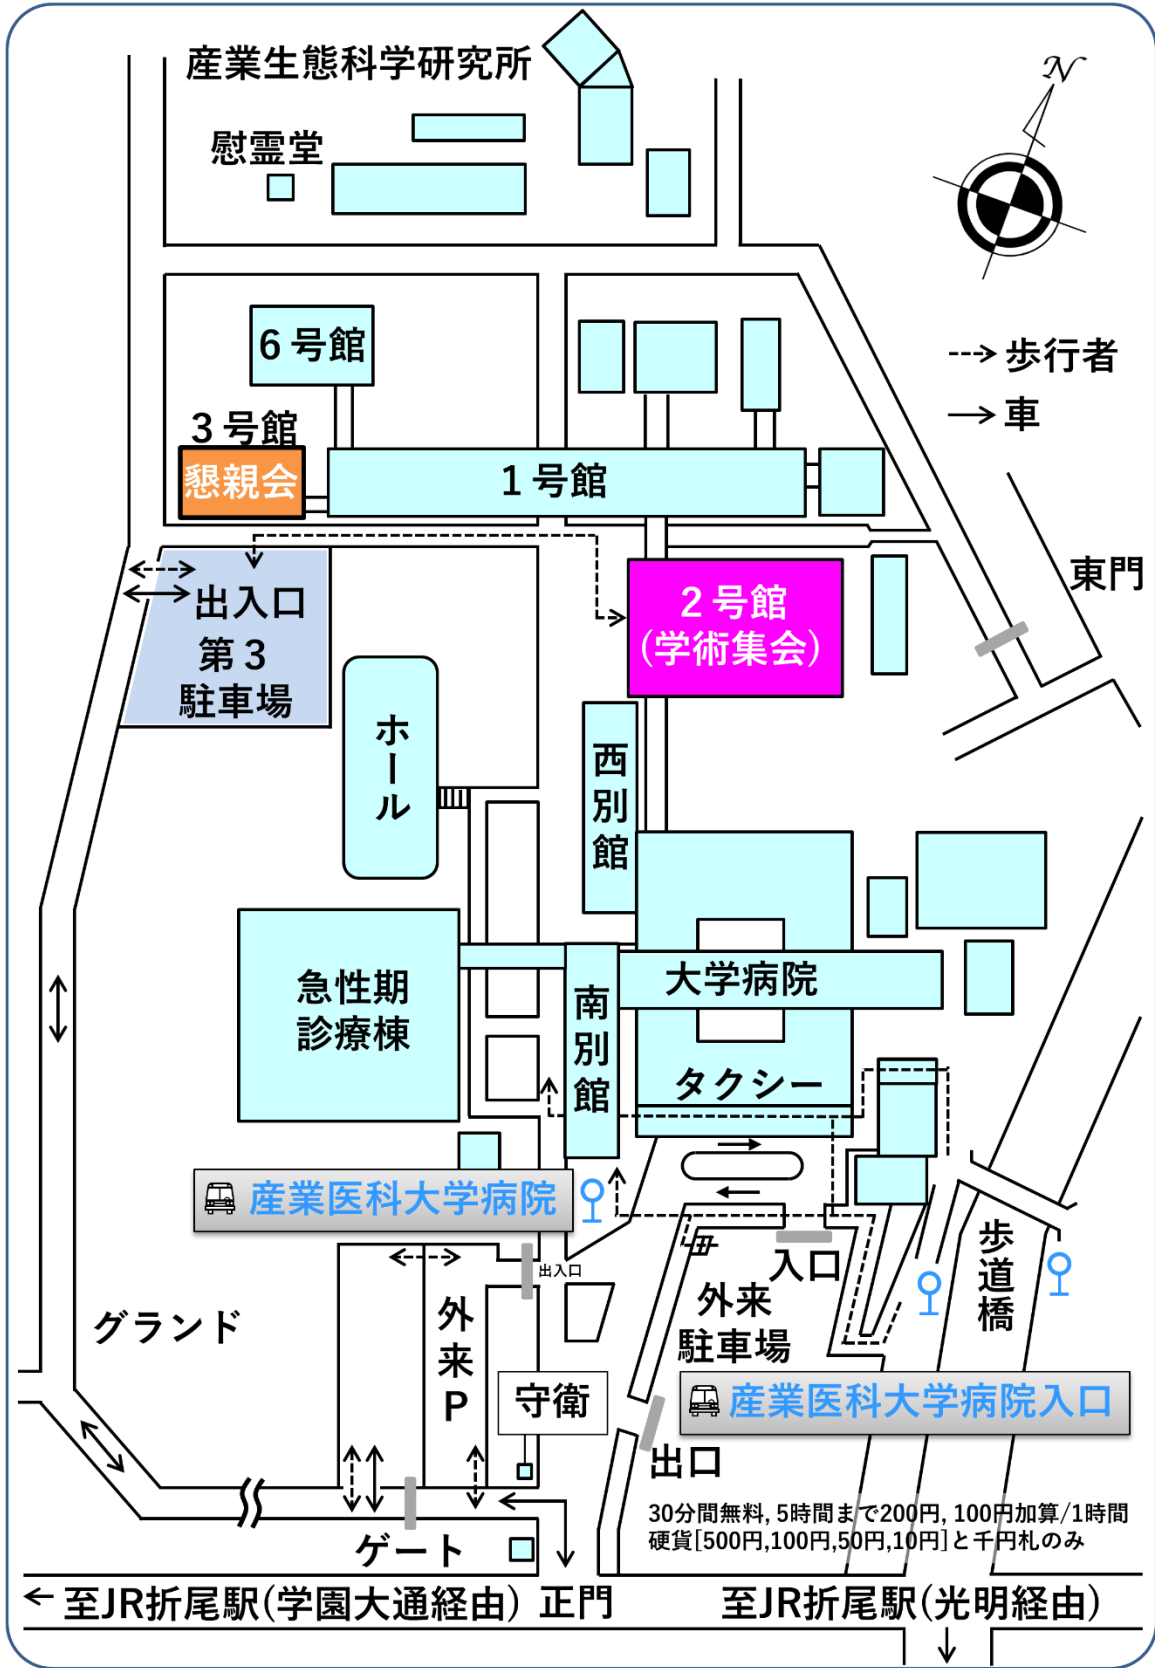 産業生態科学研究所
慰霊堂
N
6号館
歩行者
車
3号館
懇親会
1号館
東門
出入口
第3
駐車場
2号館
(学術集会)
ホール
西別館
大学病院
急性期
診療棟
南別館
タクシー
産業医科大学病院
歩道橋
入口
出入口
外来
駐車場
グランド
外来P
守衛
産業医科大学病院入口
出口
30分間無料, 5時間まで200円, 100円加算/1時間
硬貨[500円,100円,50円,10円]と千円札のみ
ゲート
至JR折尾駅(学園大通経由)
正門
至JR折尾駅(光明経由)